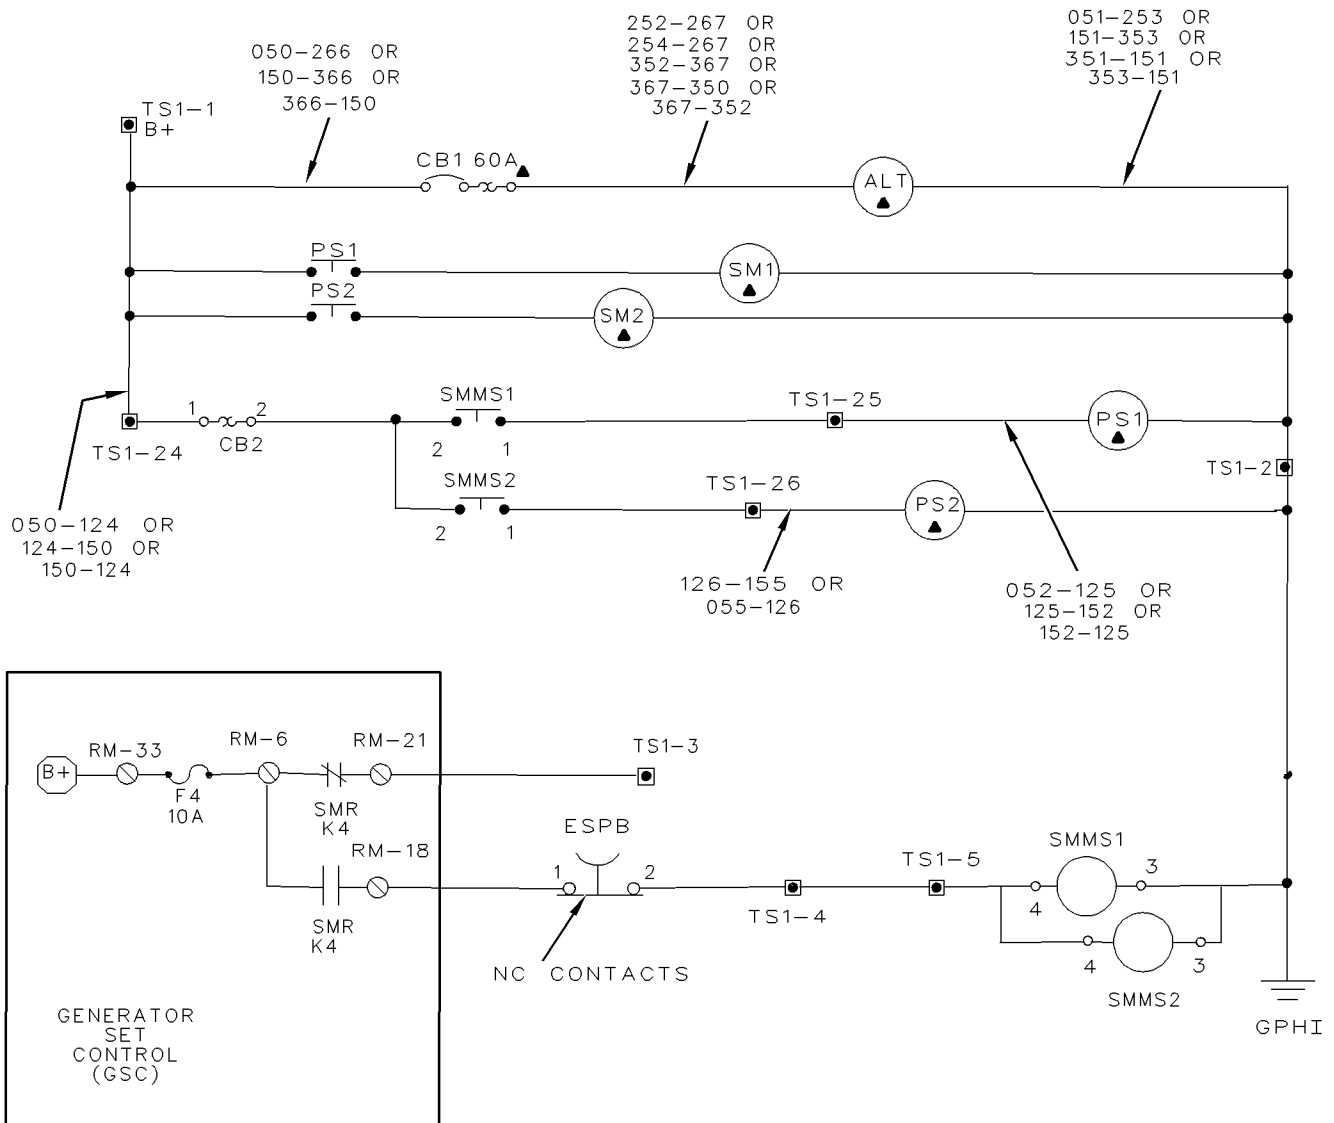 252-267 OR
254-267 OR
352-367 OR
367-350 OR
367-352
051-253 OR
151-353 OR
351-151 OR
353-151
050-266 OR
150-366 OR
366-150
TS1-1
B+
CB1 60A
ALT
PS1
SM1
PS2
SM2
SMMS1
1 2
CB2
TS1-25
PS1
TS1-24
2 1
TS1-2
SMMS2
TS1-26
PS2
2 1
050-124 OR
124-150 OR
150-124
126-155 OR
055-126
052-125 OR
125-152 OR
152-125
RM-33
RM-6
RM-21
TS1-3
B+
F4
10A
SMR
K4
ESPB
RM-18
1 2
TS1-5
SMMS1
3
4
TS1-4
SMR
K4
NC CONTACTS
4 3
SMMS2
GPHI
GENERATOR
SET
CONTROL
(GSC)